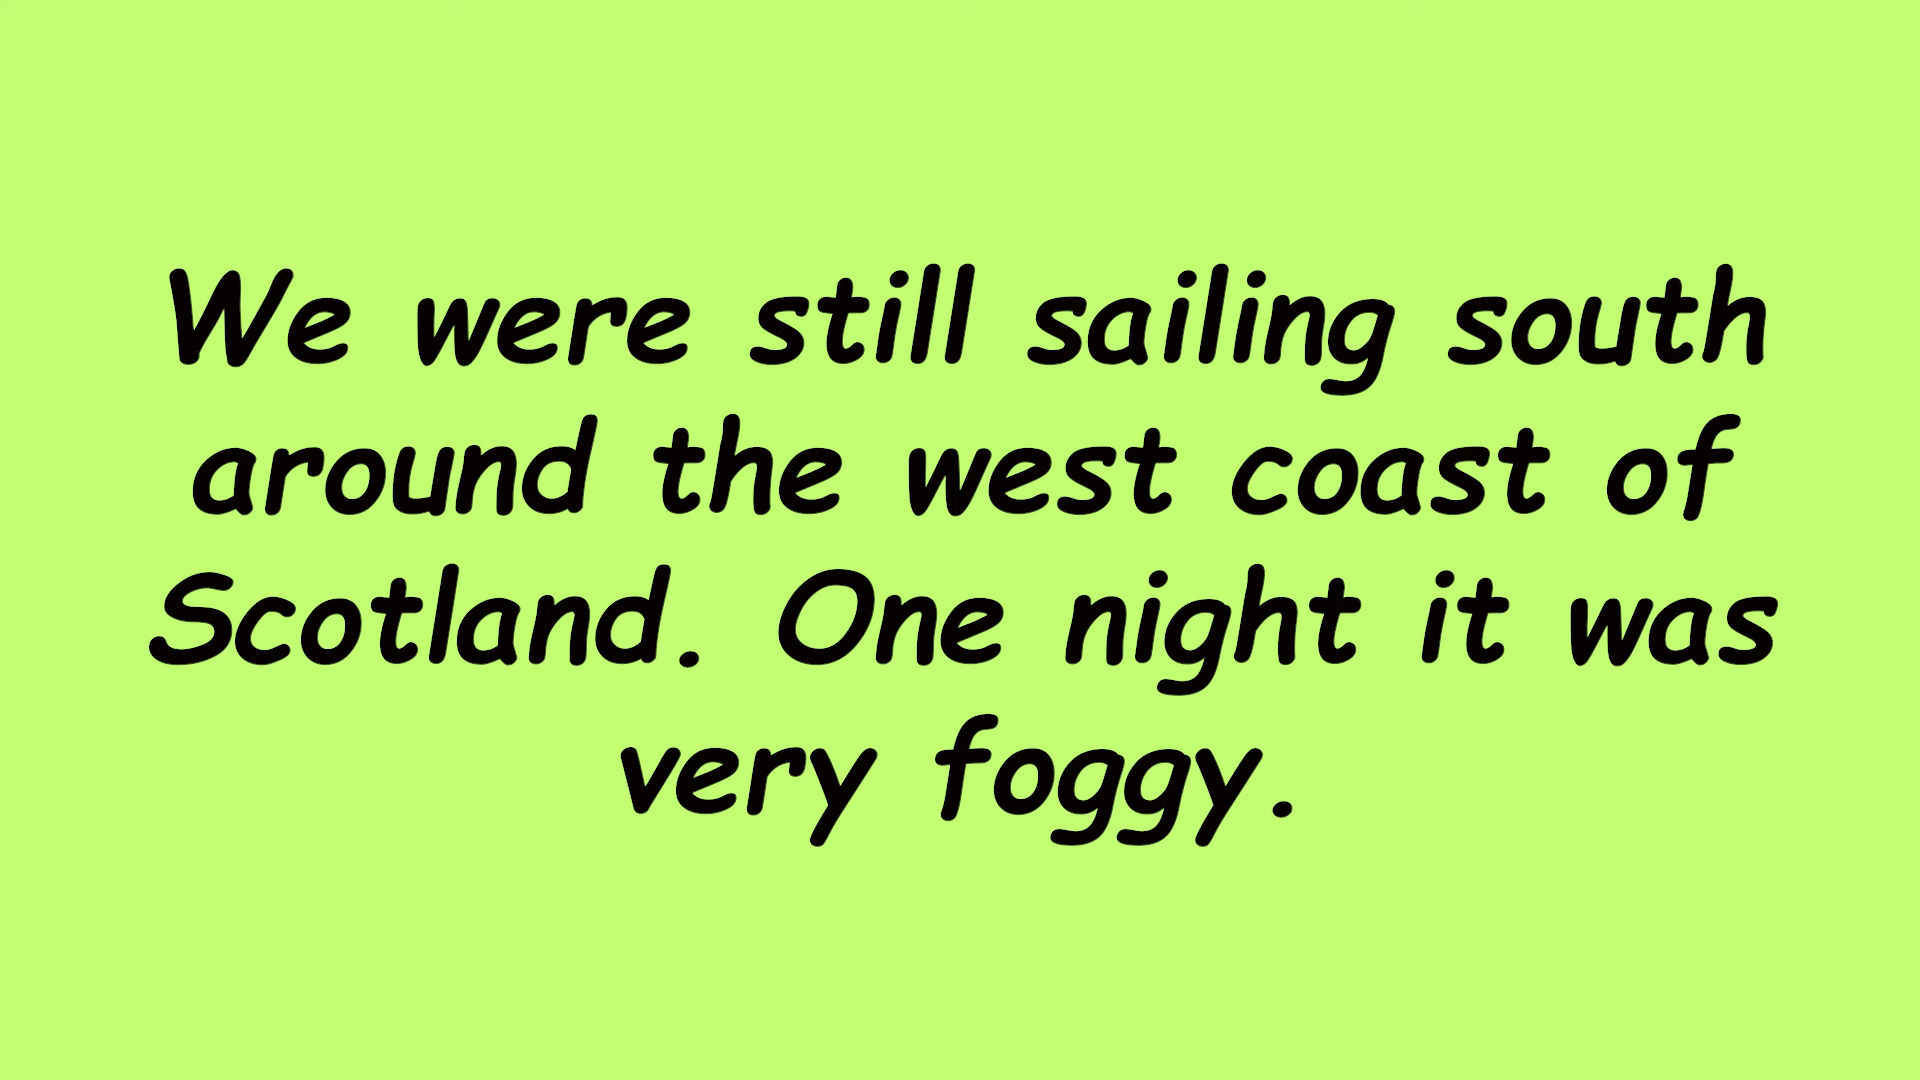 We were still sailing south
around the west coast of
Scotland. One night it was
very foggy.